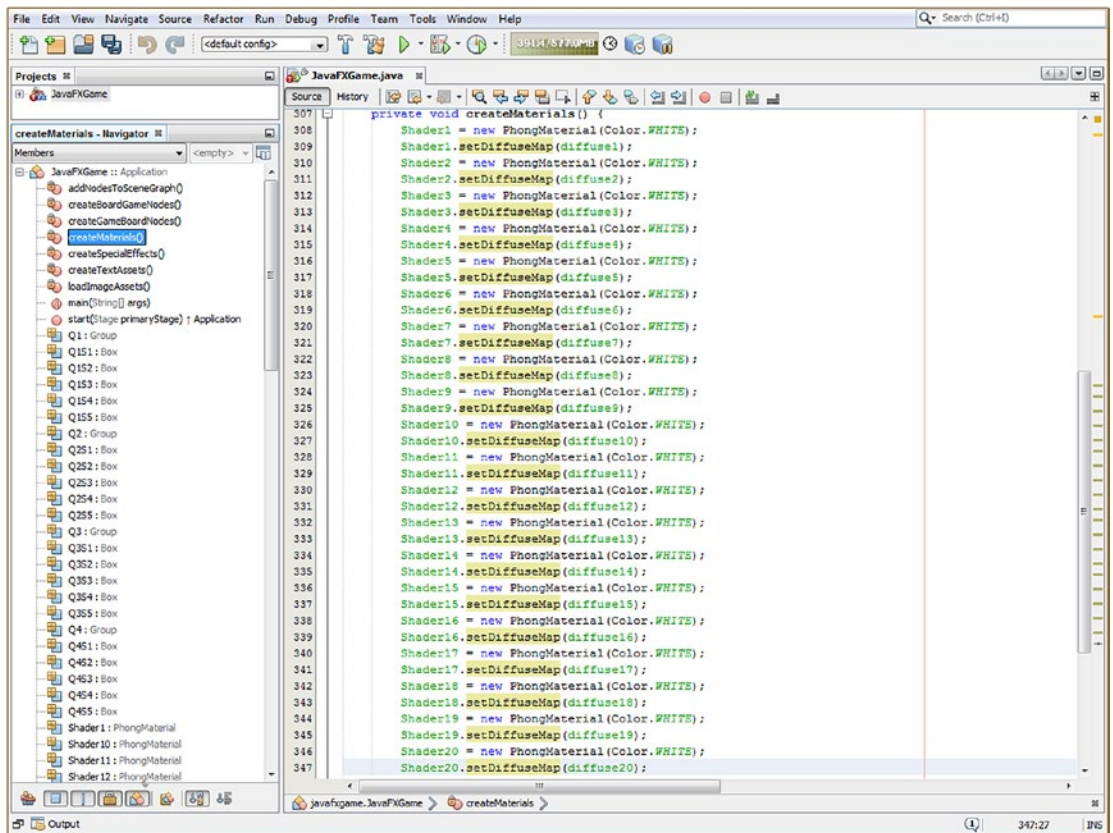 File Edit View Navigate Source Refactor Run Debug Profile Team Tools Window Help
Search (Ctrl+I)
<default config>
391.4/577.0MB
Projects
JavaFXGame
createMaterials - Navigator
Members
<empty>
JavaFXGame :: Application
addNodesToSceneGraph()
createBoardGameNodes()
createGameBoardNodes()
createMaterials()
createSpecialEffects()
createTextAssets()
loadImageAssets()
main(String[] args)
start(Stage primaryStage) ↑ Application
Q1 : Group
Q1S1 : Box
Q1S2 : Box
Q1S3 : Box
Q1S4 : Box
Q1S5 : Box
Q2 : Group
Q2S1 : Box
Q2S2 : Box
Q2S3 : Box
Q2S4 : Box
Q2S5 : Box
Q3 : Group
Q3S1 : Box
Q3S2 : Box
Q3S3 : Box
Q3S4 : Box
Q3S5 : Box
Q4 : Group
Q4S1 : Box
Q4S2 : Box
Q4S3 : Box
Q4S4 : Box
Q4S5 : Box
Shader1 : PhongMaterial
Shader10 : PhongMaterial
Shader11 : PhongMaterial
Shader12 : PhongMaterial
JavaFXGame.java
Source History
307 private void createMaterials() {
308 Shader1 = new PhongMaterial(Color.WHITE);
309 Shader1.setDiffuseMap(diffuse1);
310 Shader2 = new PhongMaterial(Color.WHITE);
311 Shader2.setDiffuseMap(diffuse2);
312 Shader3 = new PhongMaterial(Color.WHITE);
313 Shader3.setDiffuseMap(diffuse3);
314 Shader4 = new PhongMaterial(Color.WHITE);
315 Shader4.setDiffuseMap(diffuse4);
316 Shader5 = new PhongMaterial(Color.WHITE);
317 Shader5.setDiffuseMap(diffuse5);
318 Shader6 = new PhongMaterial(Color.WHITE);
319 Shader6.setDiffuseMap(diffuse6);
320 Shader7 = new PhongMaterial(Color.WHITE);
321 Shader7.setDiffuseMap(diffuse7);
322 Shader8 = new PhongMaterial(Color.WHITE);
323 Shader8.setDiffuseMap(diffuse8);
324 Shader9 = new PhongMaterial(Color.WHITE);
325 Shader9.setDiffuseMap(diffuse9);
326 Shader10 = new PhongMaterial(Color.WHITE);
327 Shader10.setDiffuseMap(diffuse10);
328 Shader11 = new PhongMaterial(Color.WHITE);
329 Shader11.setDiffuseMap(diffuse11);
330 Shader12 = new PhongMaterial(Color.WHITE);
331 Shader12.setDiffuseMap(diffuse12);
332 Shader13 = new PhongMaterial(Color.WHITE);
333 Shader13.setDiffuseMap(diffuse13);
334 Shader14 = new PhongMaterial(Color.WHITE);
335 Shader14.setDiffuseMap(diffuse14);
336 Shader15 = new PhongMaterial(Color.WHITE);
337 Shader15.setDiffuseMap(diffuse15);
338 Shader16 = new PhongMaterial(Color.WHITE);
339 Shader16.setDiffuseMap(diffuse16);
340 Shader17 = new PhongMaterial(Color.WHITE);
341 Shader17.setDiffuseMap(diffuse17);
342 Shader18 = new PhongMaterial(Color.WHITE);
343 Shader18.setDiffuseMap(diffuse18);
344 Shader19 = new PhongMaterial(Color.WHITE);
345 Shader19.setDiffuseMap(diffuse19);
346 Shader20 = new PhongMaterial(Color.WHITE);
347 Shader20.setDiffuseMap(diffuse20);
javafxgame.JavaFXGame
createMaterials
Output
1
347:27
INS